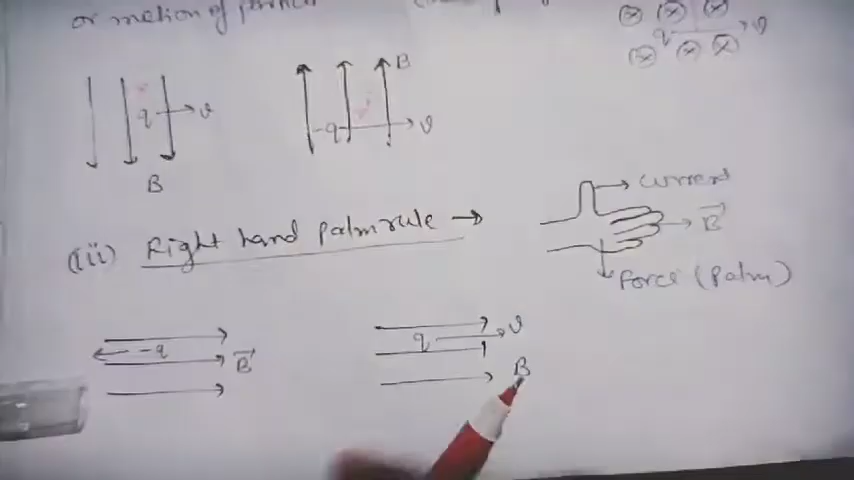 or motion of
q v
B
q v
B
-q v
(iii) Right hand palm rule →
current
B
Force (palm)
-q B
q v
B